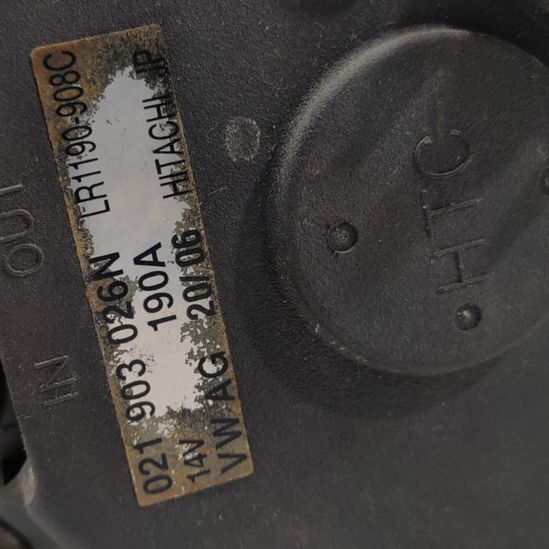 021 903 026N LR1190-908C
14V 190A
VW AG 20/06 HITACHI JP
OUT
IN
HTC